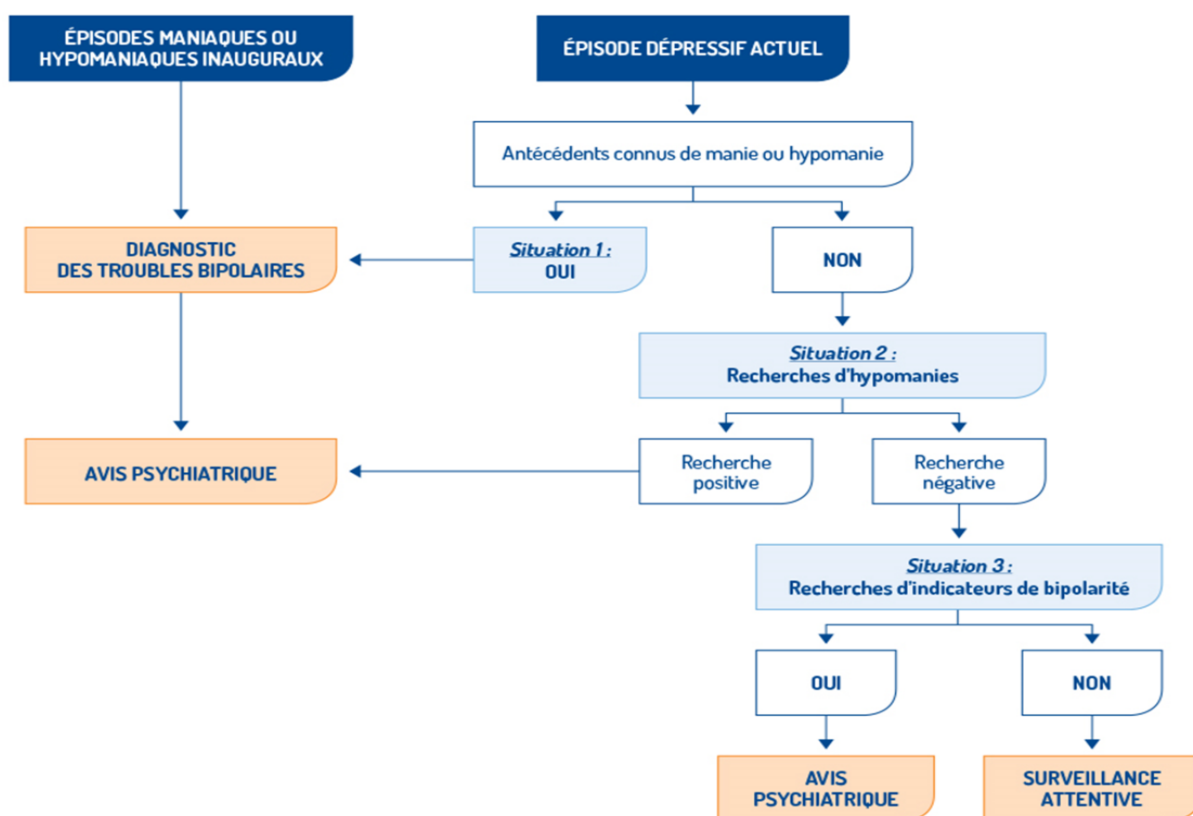 ÉPISODES MANIAQUES OU
HYPOMANIAQUES INAUGURAUX
ÉPISODE DÉPRESSIF ACTUEL
Antécédents connus de manie ou hypomanie
DIAGNOSTIC
DES TROUBLES BIPOLAIRES
Situation 1 :
OUI
NON
Situation 2 :
Recherches d'hypomanies
AVIS PSYCHIATRIQUE
Recherche
positive
Recherche
négative
Situation 3 :
Recherches d'indicateurs de bipolarité
OUI
NON
AVIS
PSYCHIATRIQUE
SURVEILLANCE
ATTENTIVE